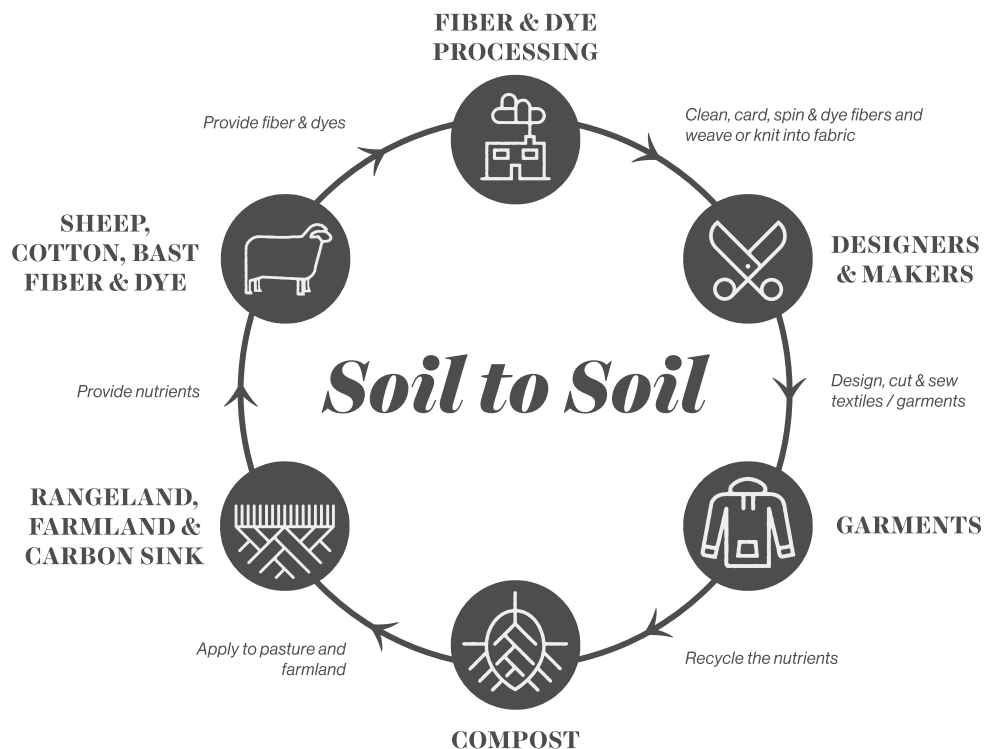 FIBER & DYE
PROCESSING
Provide fiber & dyes
Clean, card, spin & dye fibers and
weave or knit into fabric
SHEEP,
COTTON, BAST
FIBER & DYE
DESIGNERS
& MAKERS
Soil to Soil
Provide nutrients
Design, cut & sew
textiles / garments
RANGELAND,
FARMLAND &
CARBON SINK
GARMENTS
Apply to pasture and
farmland
Recycle the nutrients
COMPOST